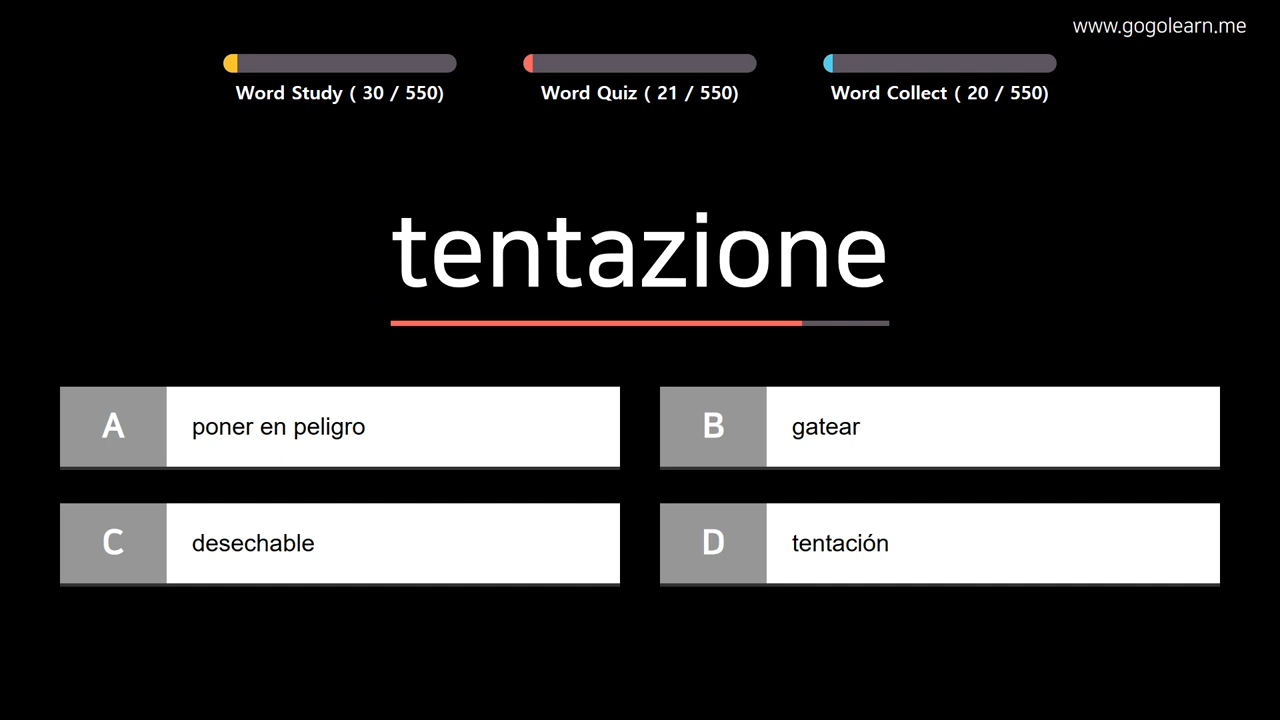 www.gogolearn.me
Word Study ( 30 / 550)
Word Quiz ( 21 / 550)
Word Collect ( 20 / 550)
tentazione
A poner en peligro
B gatear
C desechable
D tentación